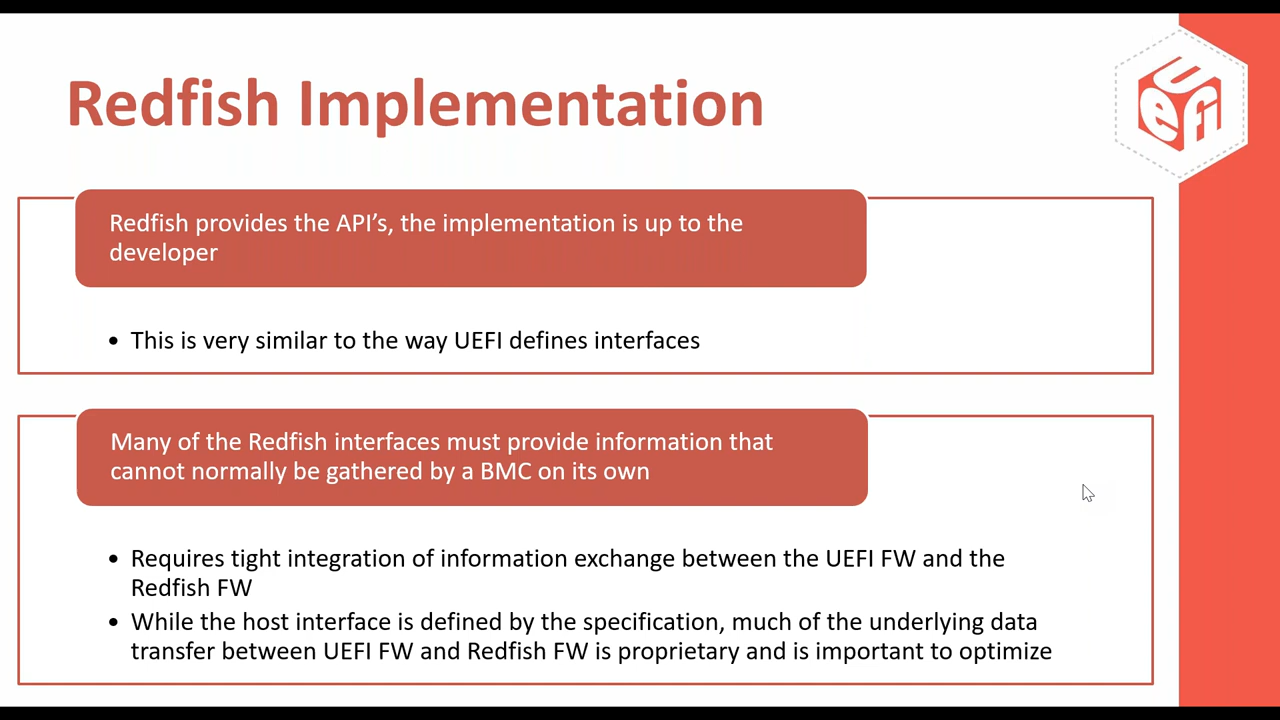 Redfish Implementation
UEFI
Redfish provides the API's, the implementation is up to the
developer
• This is very similar to the way UEFI defines interfaces
Many of the Redfish interfaces must provide information that
cannot normally be gathered by a BMC on its own
• Requires tight integration of information exchange between the UEFI FW and the
Redfish FW
• While the host interface is defined by the specification, much of the underlying data
transfer between UEFI FW and Redfish FW is proprietary and is important to optimize